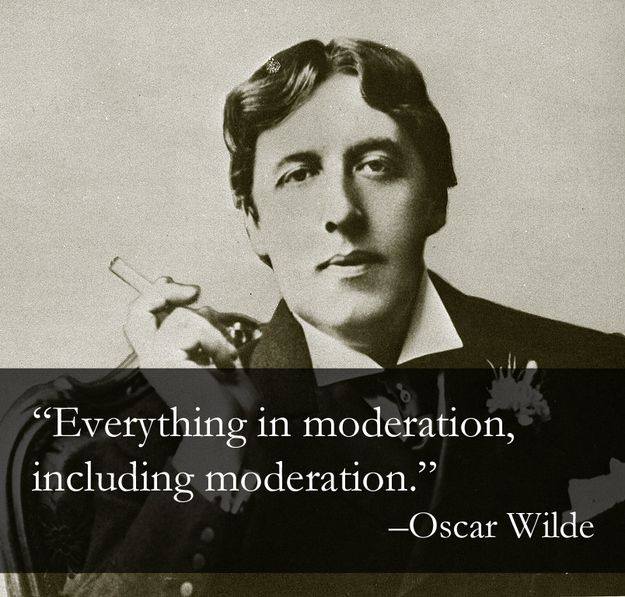 “Everything in moderation,
including moderation.”
–Oscar Wilde